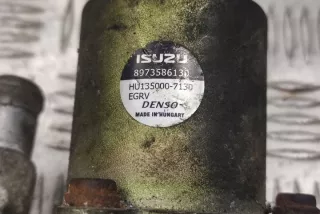 ISUZU
8973586130
HU135000-7130
EGRV
DENSO
MADE IN HUNGARY